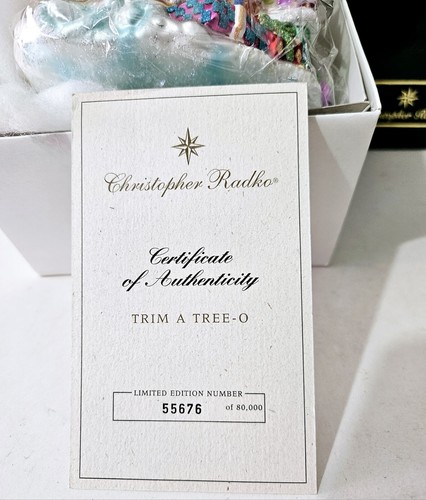 Christopher Radko®
Certificate
of Authenticity
TRIM A TREE-O
LIMITED EDITION NUMBER
55676 of 80,000